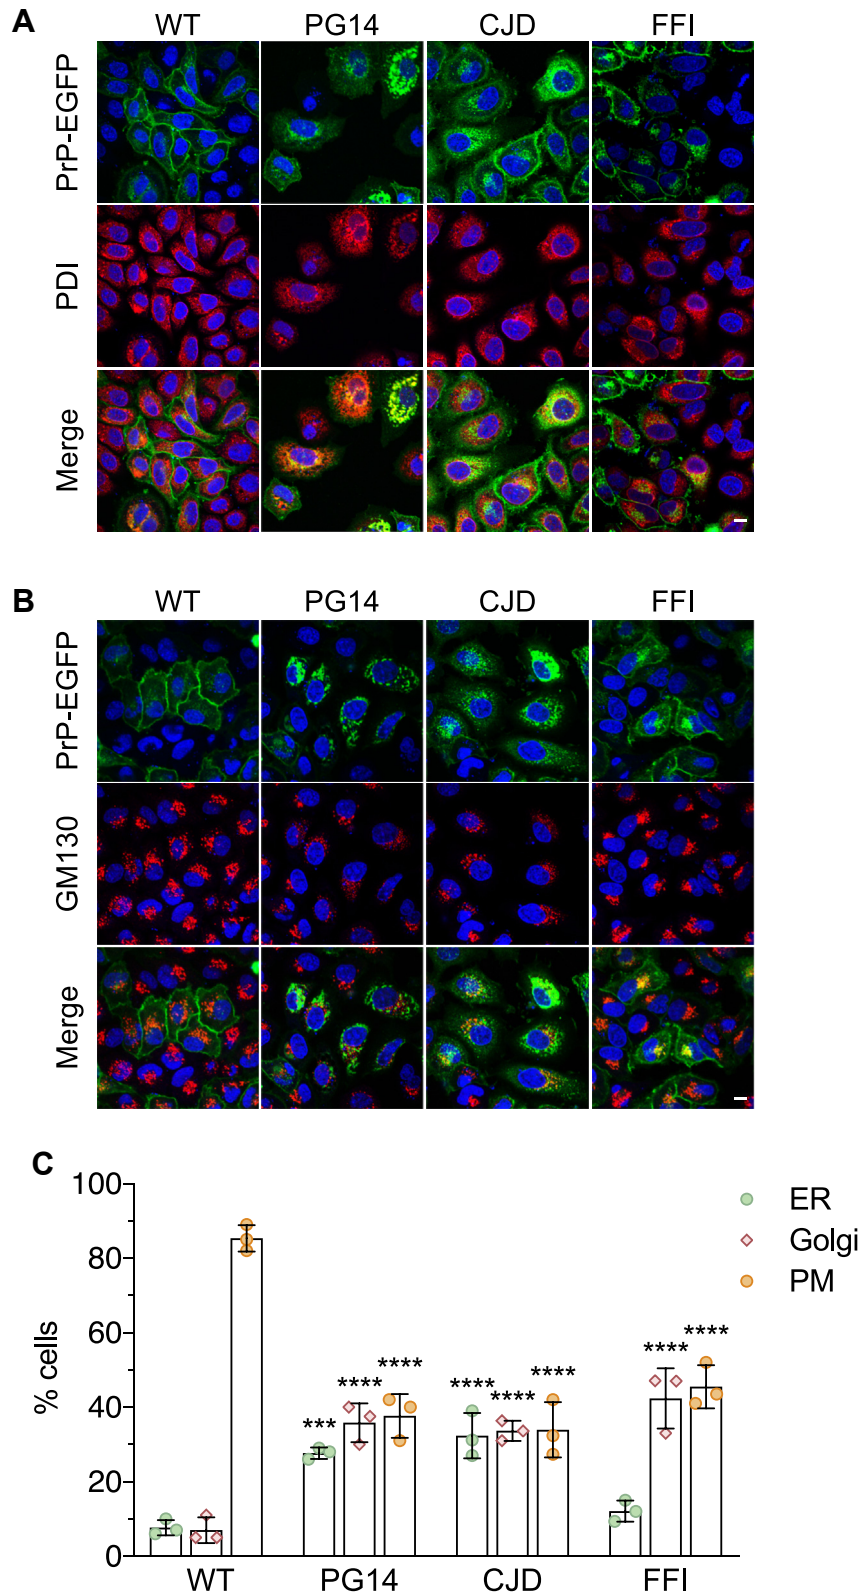 A
WT PG14 CJD FFI
PrP-EGFP
PDI
Merge
B
WT PG14 CJD FFI
PrP-EGFP
GM130
Merge
C
% cells
100
80
60
40
20
0
*** **** ****
**** **** ****
**** ****
WT PG14 CJD FFI
ER
Golgi
PM